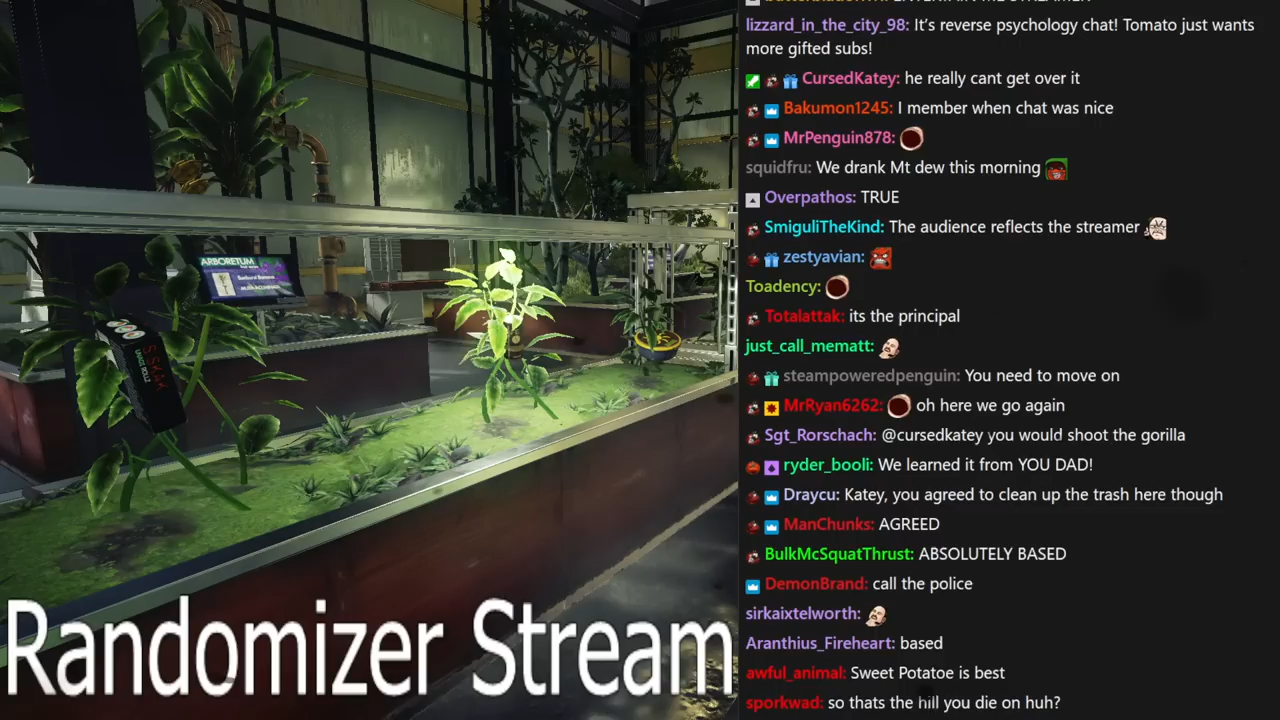 lizzard_in_the_city_98: It's reverse psychology chat! Tomato just wants
more gifted subs!
CursedKatey: he really cant get over it
Bakumon1245: I member when chat was nice
MrPenguin878:
squidfru: We drank Mt dew this morning
Overpathos: TRUE
SmiguliTheKind: The audience reflects the streamer
zestyavian:
Toadency:
Totalattak: its the principal
just_call_mematt:
steampoweredpenguin: You need to move on
MrRyan6262: oh here we go again
Sgt_Rorschach: @cursedkatey you would shoot the gorilla
ryder_booli: We learned it from YOU DAD!
Draycu: Katey, you agreed to clean up the trash here though
ManChunks: AGREED
BulkMcSquatThrust: ABSOLUTELY BASED
DemonBrand: call the police
sirkaixtelworth:
Aranthius_Fireheart: based
awful_animal: Sweet Potatoe is best
sporkwad: so thats the hill you die on huh?
ARBORETUM
Randomizer Stream